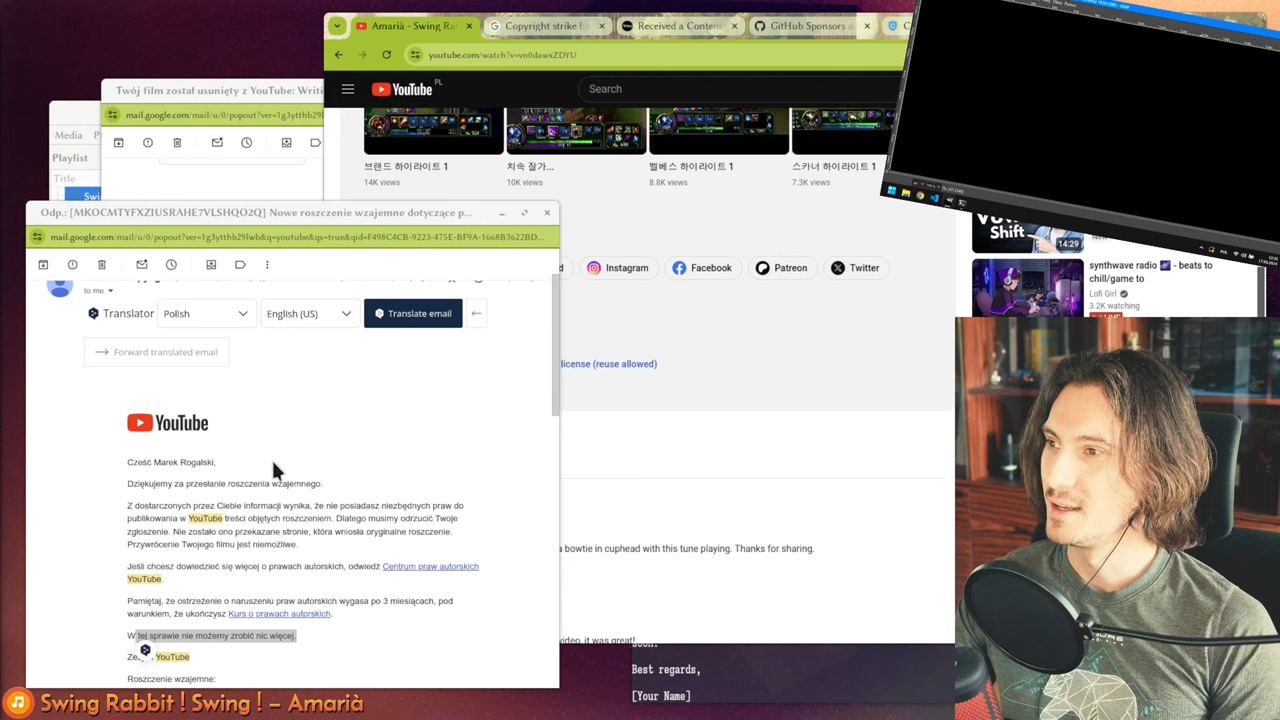 Amarià - Swing Ra
Copyright strike b
Received a Conten
GitHub Sponsors d
youtube.com/watch?v=vn0dawxZDYU
YouTube PL
Search
브랜드 하이라이트 1
치속 잘가...
멜베스 하이라이트 1
스카너 하이라이트 1
14K views
10K views
8.8K views
7.3K views
Twój film został usunięty z YouTube: Writi
mail.google.com/mail/u/0/popout?ver=1g3ytthb29l
Media
Playlist
Title
Swi
Odp.: [MKOCMTYFXZIUSRAHE7VLSHQO2Q] Nowe roszczenie wzajemne dotyczące p...
mail.google.com/mail/u/0/popout?ver=1g3ytthb29lwb&q=youtube&qs=true&qid=F498C4CB-9223-475E-BF9A-1668B3622BD...
to me
Translator
Polish
English (US)
Translate email
Forward translated email
YouTube
Cześć Marek Rogalski,
Dziękujemy za przesłanie roszczenia wzajemnego.
Z dostarczonych przez Ciebie informacji wynika, że nie posiadasz niezbędnych praw do
publikowania w YouTube treści objętych roszczeniem. Dlatego musimy odrzucić Twoje
zgłoszenie. Nie zostało ono przekazane stronie, która wniosła oryginalne roszczenie.
Przywrócenie Twojego filmu jest niemożliwe.
Jeśli chcesz dowiedzieć się więcej o prawach autorskich, odwiedź Centrum praw autorskich
YouTube.
Pamiętaj, że ostrzeżenie o naruszeniu praw autorskich wygasa po 3 miesiącach, pod
warunkiem, że ukończysz Kurs o prawach autorskich.
W tej sprawie nie możemy zrobić nic więcej.
YouTube
Roszczenie wzajemne:
Instagram
Facebook
Patreon
Twitter
license (reuse allowed)
a bowtie in cuphead with this tune playing. Thanks for sharing.
video, it was great!
soon.
Best regards,
[Your Name]
Shift
14:29
synthwave radio 🌌 - beats to
chill/game to
Lofi Girl
3.2K watching
Swing Rabbit ! Swing ! – Amarià